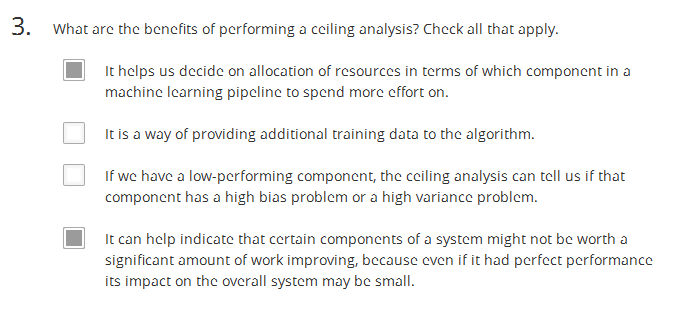 3. What are the benefits of performing a ceiling analysis? Check all that apply.
It helps us decide on allocation of resources in terms of which component in a
machine learning pipeline to spend more effort on.
It is a way of providing additional training data to the algorithm.
If we have a low-performing component, the ceiling analysis can tell us if that
component has a high bias problem or a high variance problem.
It can help indicate that certain components of a system might not be worth a
significant amount of work improving, because even if it had perfect performance
its impact on the overall system may be small.